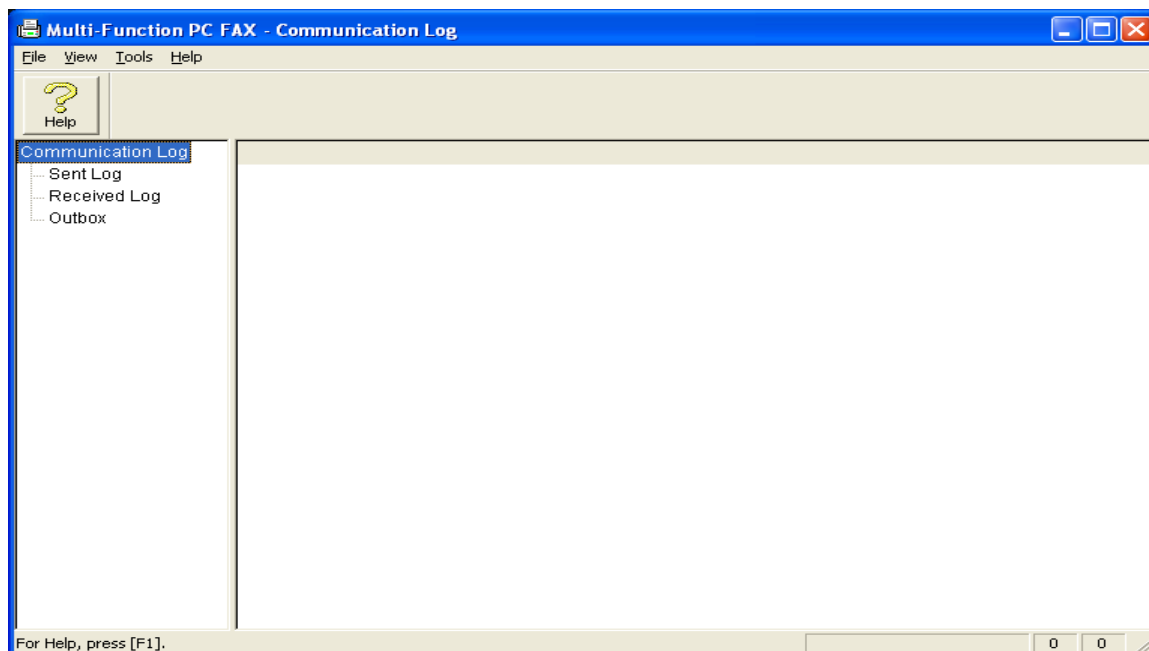 Multi-Function PC FAX - Communication Log
File View Tools Help
Help
Communication Log
Sent Log
Received Log
Outbox
For Help, press [F1].
0 0